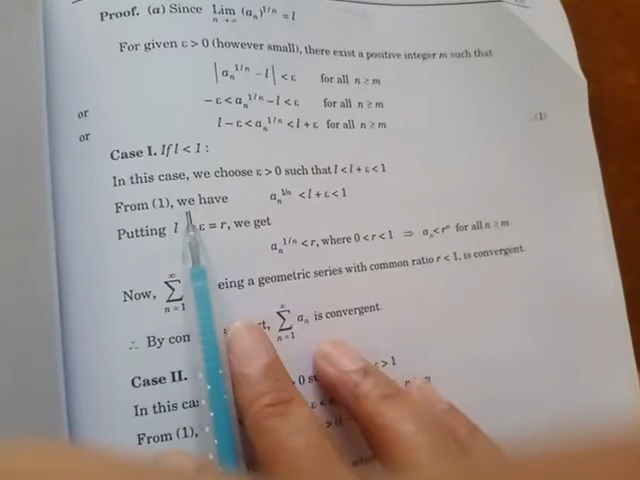 Proof. (a) Since Lim n→∞ (aₙ)^1/n = l
For given ε > 0 (however small), there exist a positive integer m such that
|aₙ^1/n – l| < ε for all n ≥ m
or – ε < aₙ^1/n – l < ε for all n ≥ m
or l – ε < aₙ^1/n < l + ε for all n ≥ m ...(1)
Case I. If l < 1 :
In this case, we choose ε > 0 such that l < l + ε < 1
From (1), we have aₙ^1/n < l + ε < 1
Putting l ε = r, we get
aₙ^1/n < r, where 0 < r < 1 ⇒ aₙ < rⁿ for all n ≥ m
Now, ∞ Σ n = 1 eing a geometric series with common ratio r < 1, is convergent
∴ By con t, ∞ Σ n=1 aₙ is convergent.
Case II. > 1
In this ca 0 su
From (1),